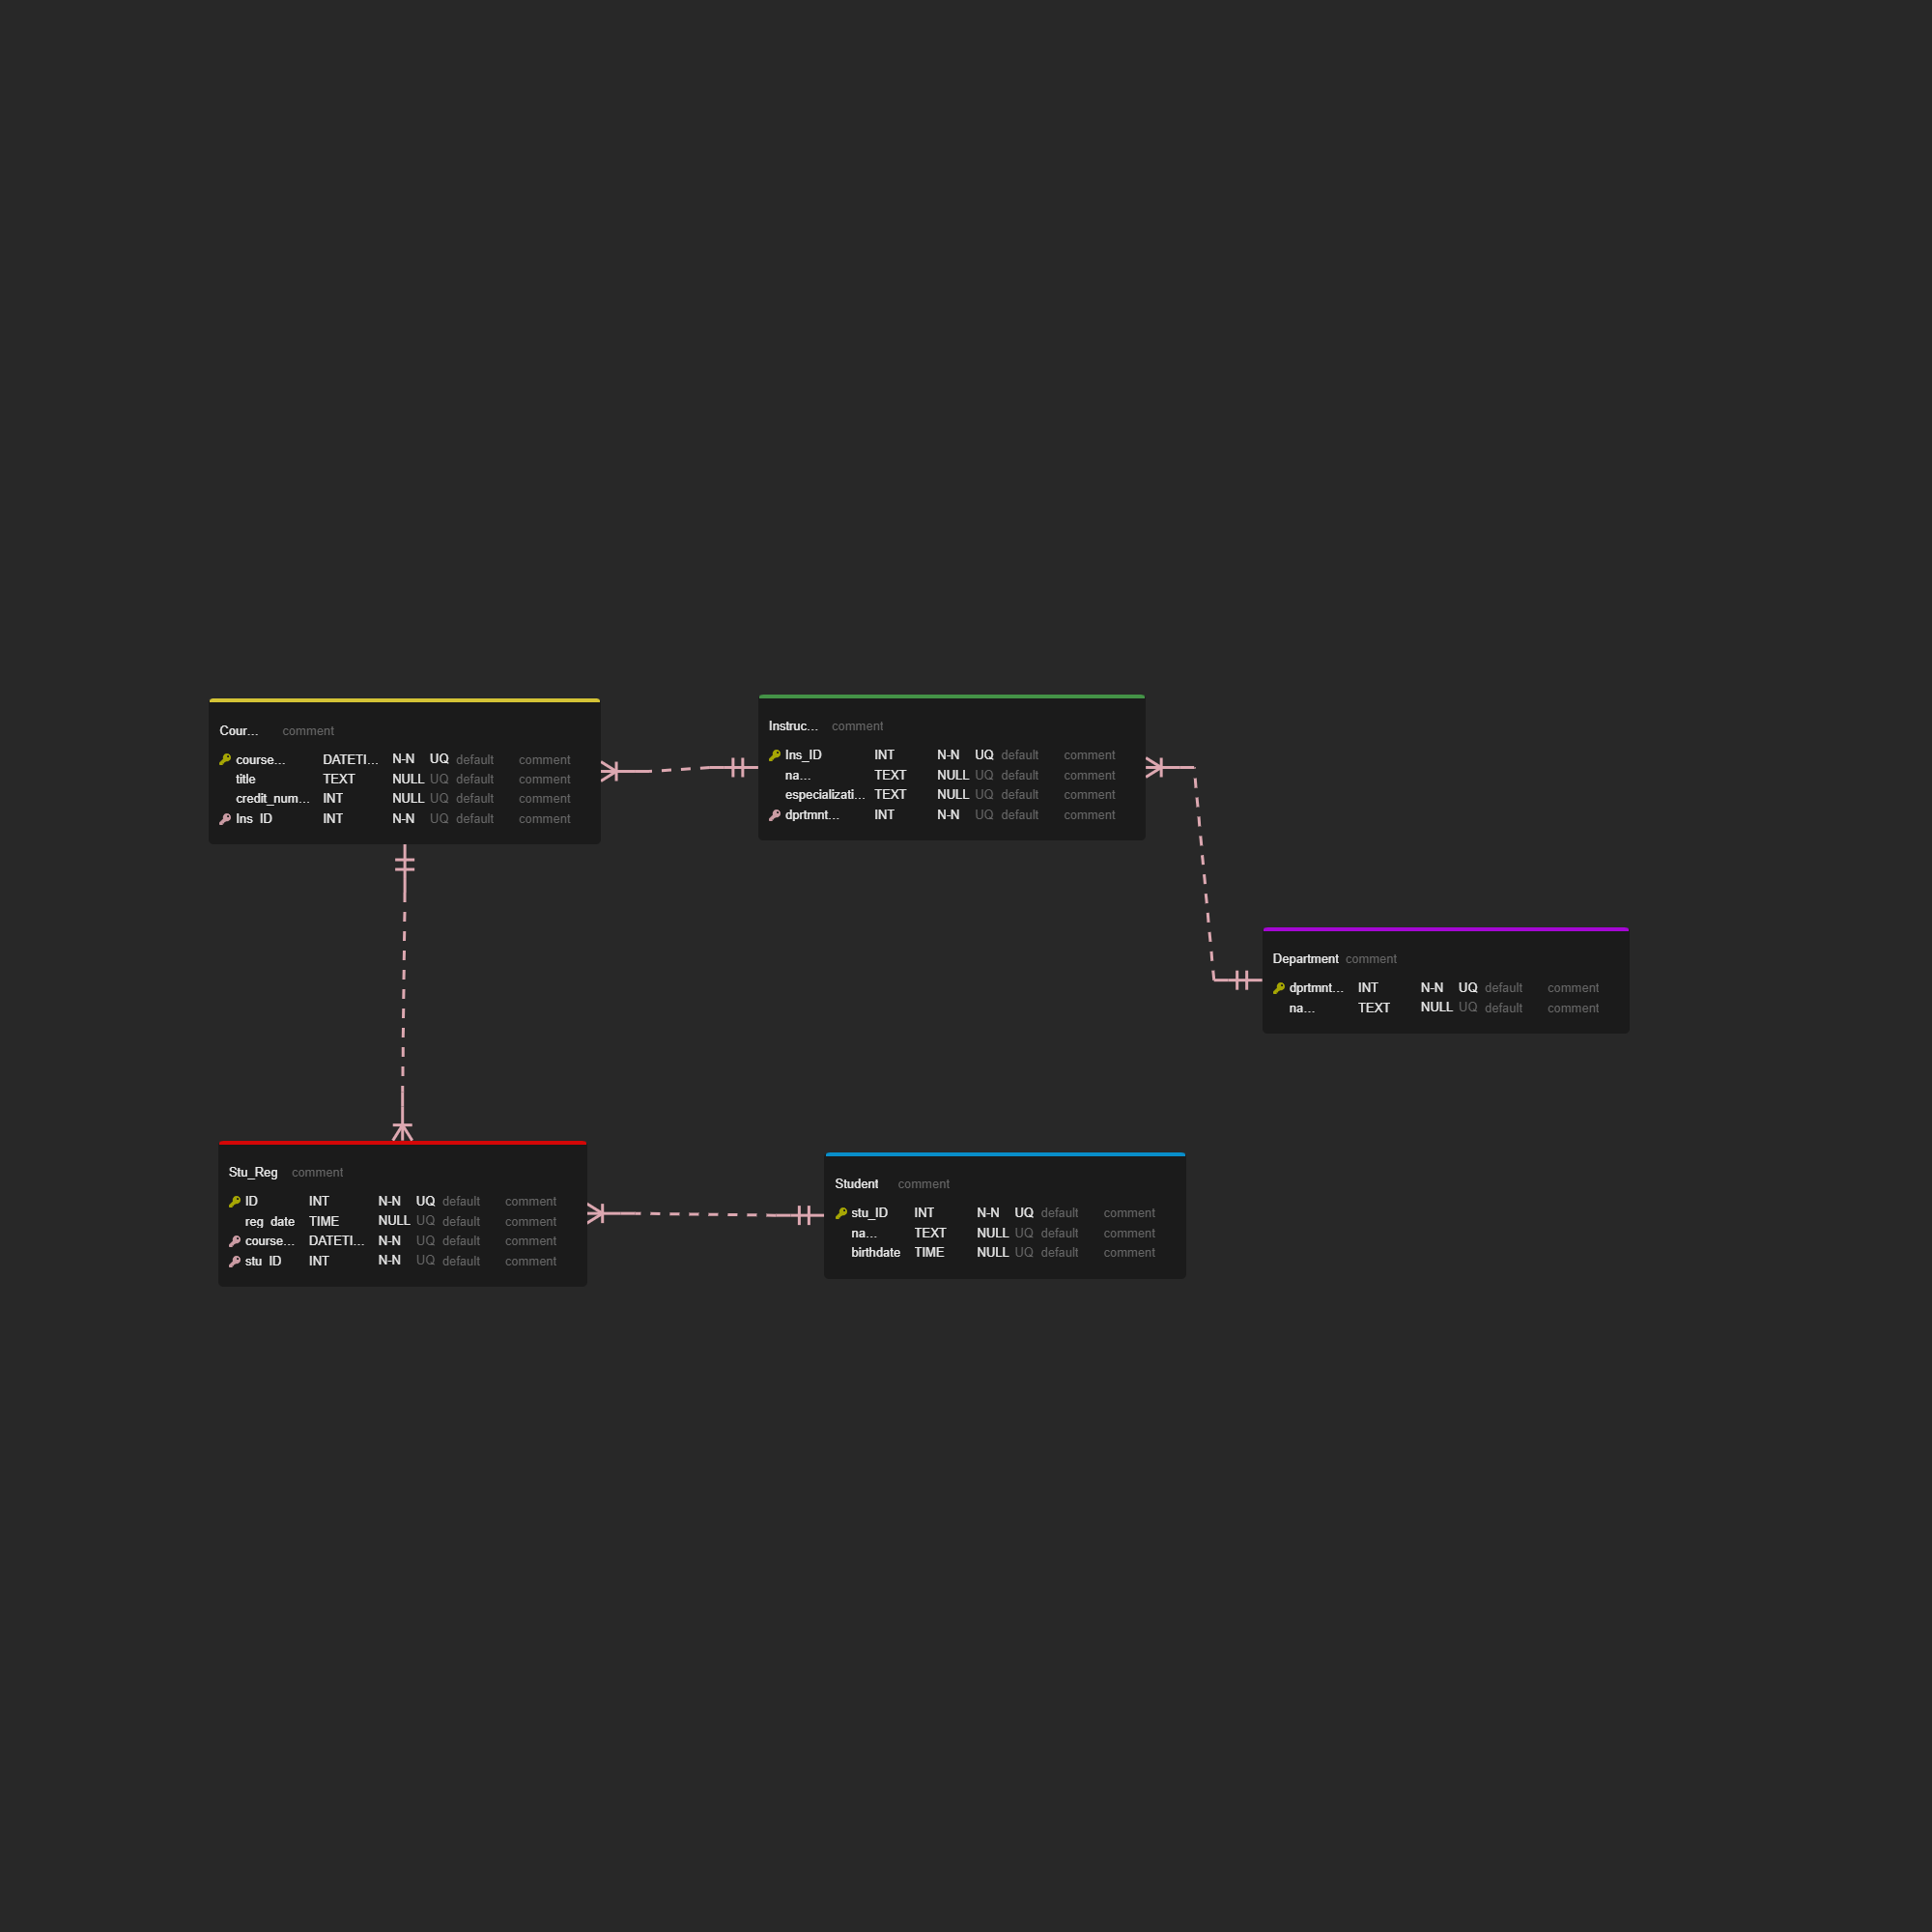 Cour... comment
course... DATETI... N-N UQ default comment
title TEXT NULL UQ default comment
credit_num... INT NULL UQ default comment
Ins_ID INT N-N UQ default comment
Instruc... comment
Ins_ID INT N-N UQ default comment
na... TEXT NULL UQ default comment
especializati... TEXT NULL UQ default comment
dprtmnt... INT N-N UQ default comment
Department comment
dprtmnt... INT N-N UQ default comment
na... TEXT NULL UQ default comment
Stu_Reg comment
ID INT N-N UQ default comment
reg_date TIME NULL UQ default comment
course... DATETI... N-N UQ default comment
stu_ID INT N-N UQ default comment
Student comment
stu_ID INT N-N UQ default comment
na... TEXT NULL UQ default comment
birthdate TIME NULL UQ default comment